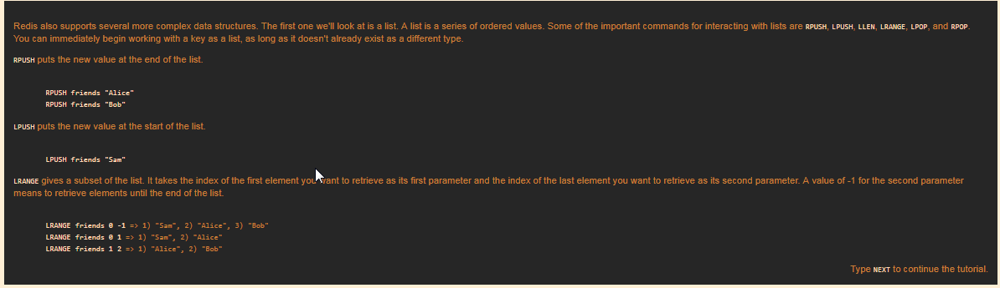 Redis also supports several more complex data structures. The first one we'll look at is a list. A list is a series of ordered values. Some of the important commands for interacting with lists are RPUSH, LPUSH, LLEN, LRANGE, LPOP, and RPOP.
You can immediately begin working with a key as a list, as long as it doesn't already exist as a different type.
RPUSH puts the new value at the end of the list.
RPUSH friends "Alice"
RPUSH friends "Bob"
LPUSH puts the new value at the start of the list.
LPUSH friends "Sam"
LRANGE gives a subset of the list. It takes the index of the first element you want to retrieve as its first parameter and the index of the last element you want to retrieve as its second parameter. A value of -1 for the second parameter
means to retrieve elements until the end of the list.
LRANGE friends 0 -1 => 1) "Sam", 2) "Alice", 3) "Bob"
LRANGE friends 0 1 => 1) "Sam", 2) "Alice"
LRANGE friends 1 2 => 1) "Alice", 2) "Bob"
Type NEXT to continue the tutorial.